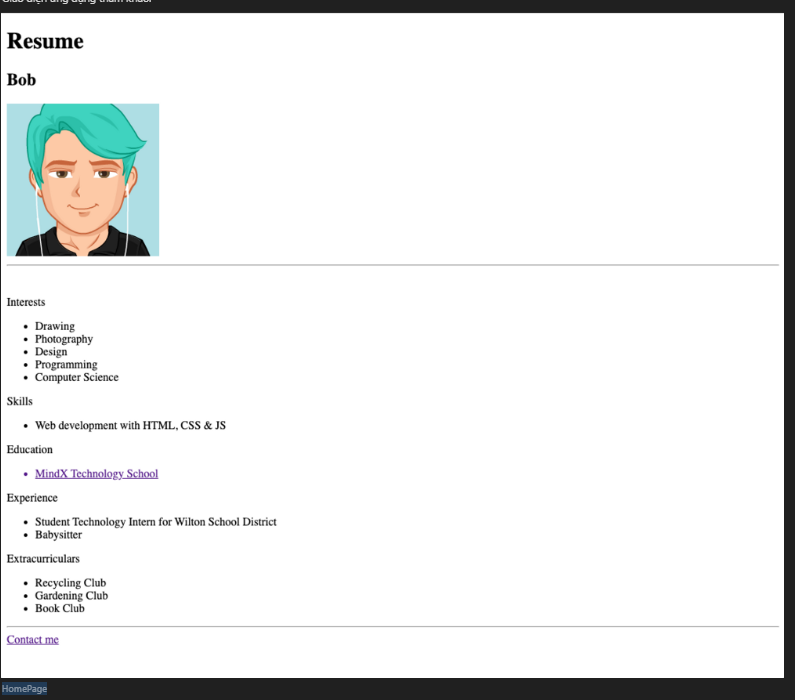 Giao diện ứng dụng tham khảo:
Resume
Bob
Interests
Drawing
Photography
Design
Programming
Computer Science
Skills
Web development with HTML, CSS & JS
Education
MindX Technology School
Experience
Student Technology Intern for Wilton School District
Babysitter
Extracurriculars
Recycling Club
Gardening Club
Book Club
Contact me
HomePage